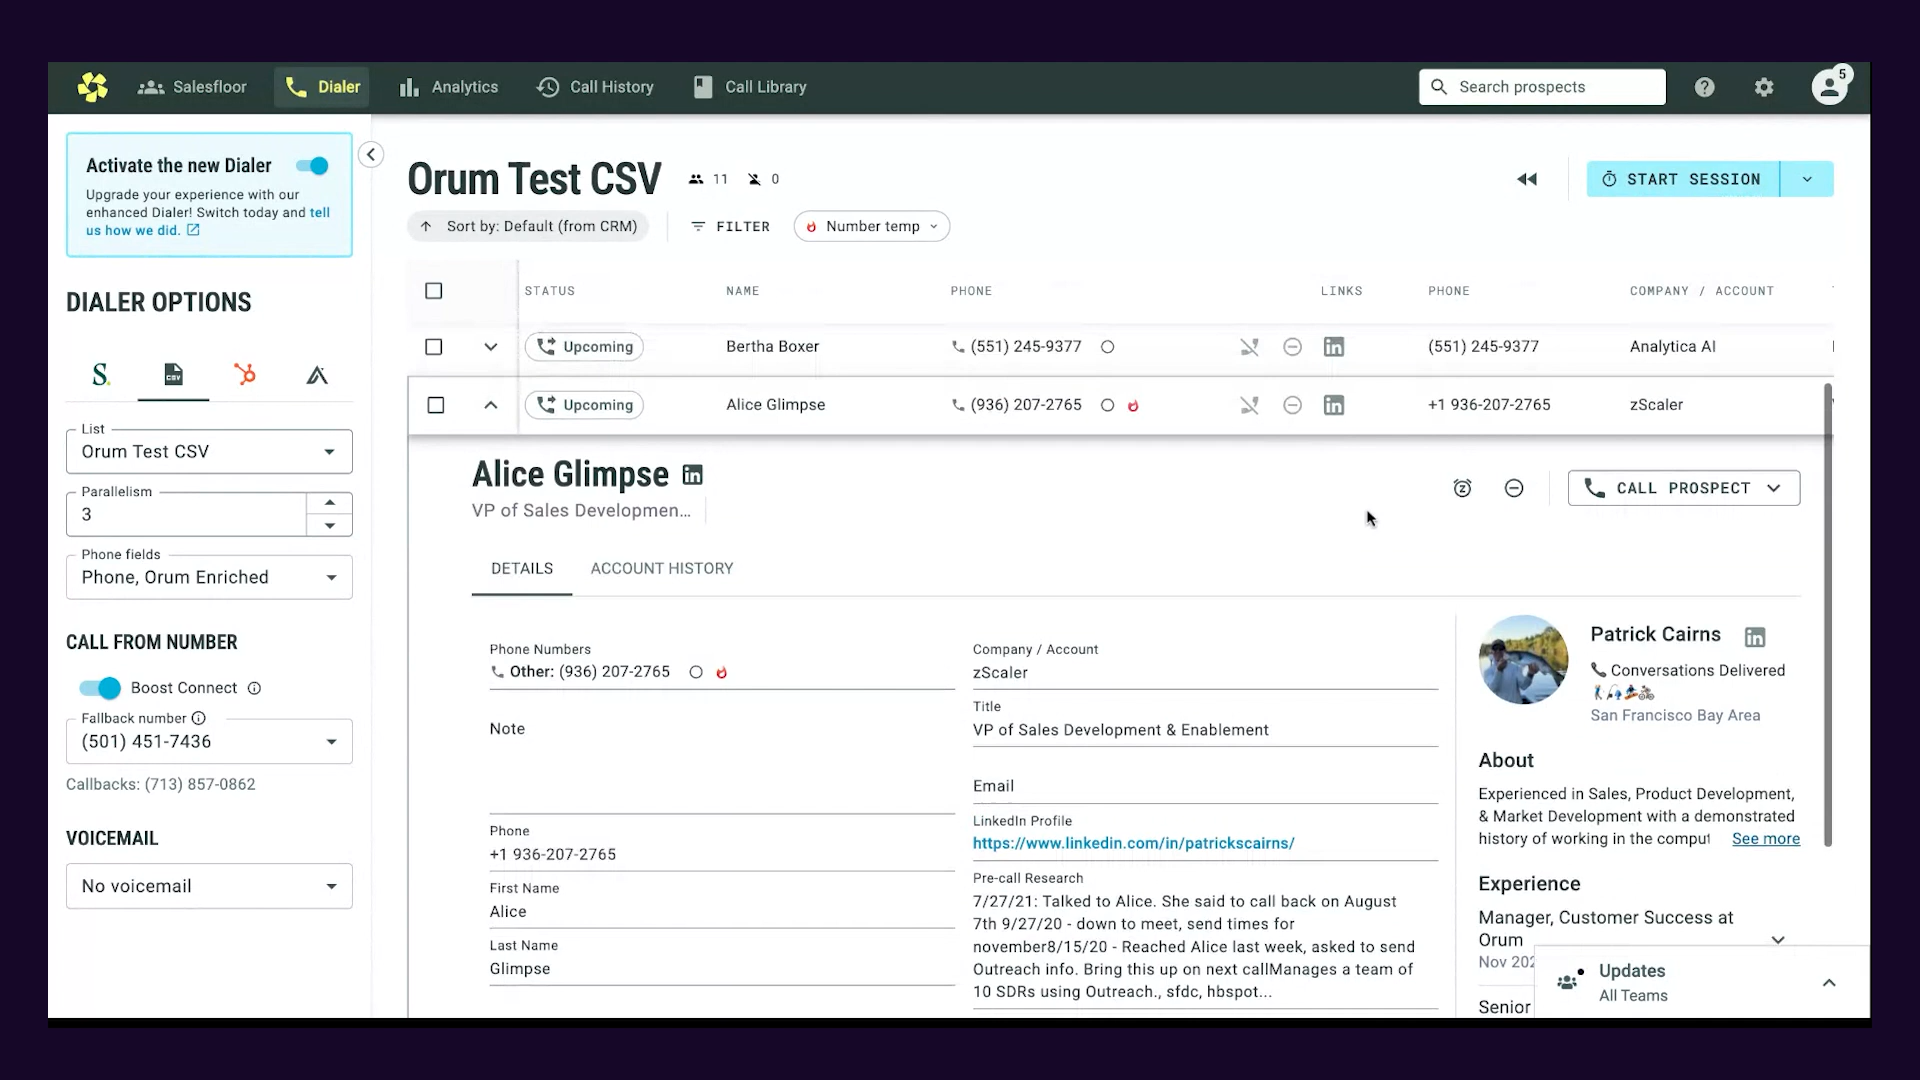 Salesfloor
Dialer
Analytics
Call History
Call Library
Search prospects
5
Activate the new Dialer
Upgrade your experience with our
enhanced Dialer! Switch today and tell
us how we did.
DIALER OPTIONS
S.
CSV
List
Orum Test CSV
Parallelism
3
Phone fields
Phone, Orum Enriched
CALL FROM NUMBER
Boost Connect
Fallback number
(501) 451-7436
Callbacks: (713) 857-0862
VOICEMAIL
No voicemail
Orum Test CSV
11
0
START SESSION
Sort by: Default (from CRM)
FILTER
Number temp
STATUS NAME PHONE LINKS PHONE COMPANY / ACCOUNT
Upcoming Bertha Boxer (551) 245-9377 in (551) 245-9377 Analytica AI
Upcoming Alice Glimpse (936) 207-2765 in +1 936-207-2765 zScaler
Alice Glimpse in
VP of Sales Developmen...
CALL PROSPECT
DETAILS
ACCOUNT HISTORY
Phone Numbers
Other: (936) 207-2765
Note
Phone
+1 936-207-2765
First Name
Alice
Last Name
Glimpse
Company / Account
zScaler
Title
VP of Sales Development & Enablement
Email
LinkedIn Profile
https://www.linkedin.com/in/patrickscairns/
Pre-call Research
7/27/21: Talked to Alice. She said to call back on August
7th 9/27/20 - down to meet, send times for
november8/15/20 - Reached Alice last week, asked to send
Outreach info. Bring this up on next callManages a team of
10 SDRs using Outreach., sfdc, hbspot...
Patrick Cairns in
Conversations Delivered
San Francisco Bay Area
About
Experienced in Sales, Product Development,
& Market Development with a demonstrated
history of working in the comput See more
Experience
Manager, Customer Success at
Orum
Nov 202
Senior
Updates
All Teams